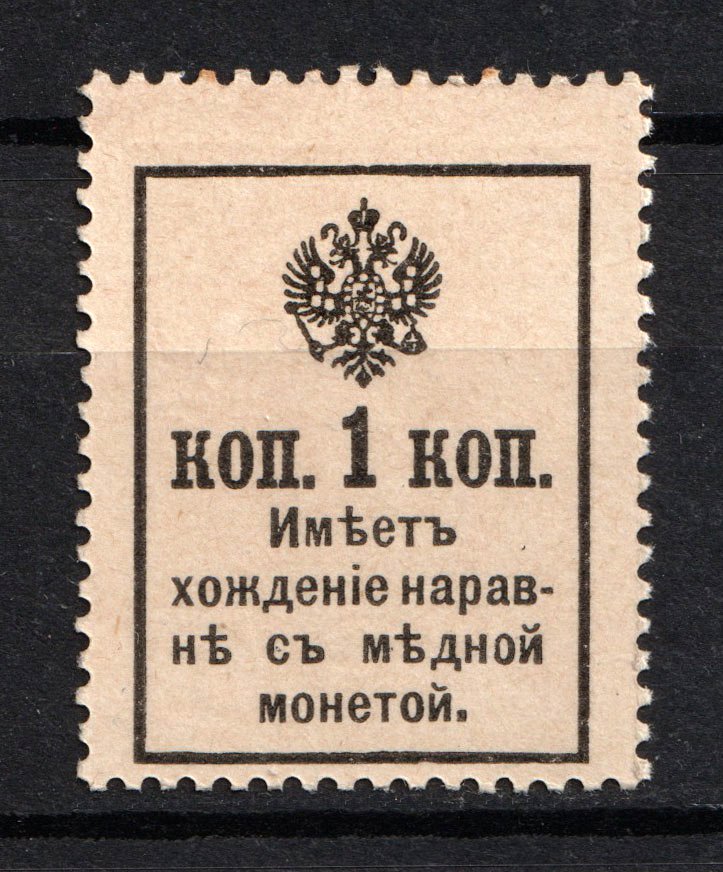 КОП. 1 КОП.
Имѣетъ
хожденіе нарав-
нѣ съ мѣдной
монетой.